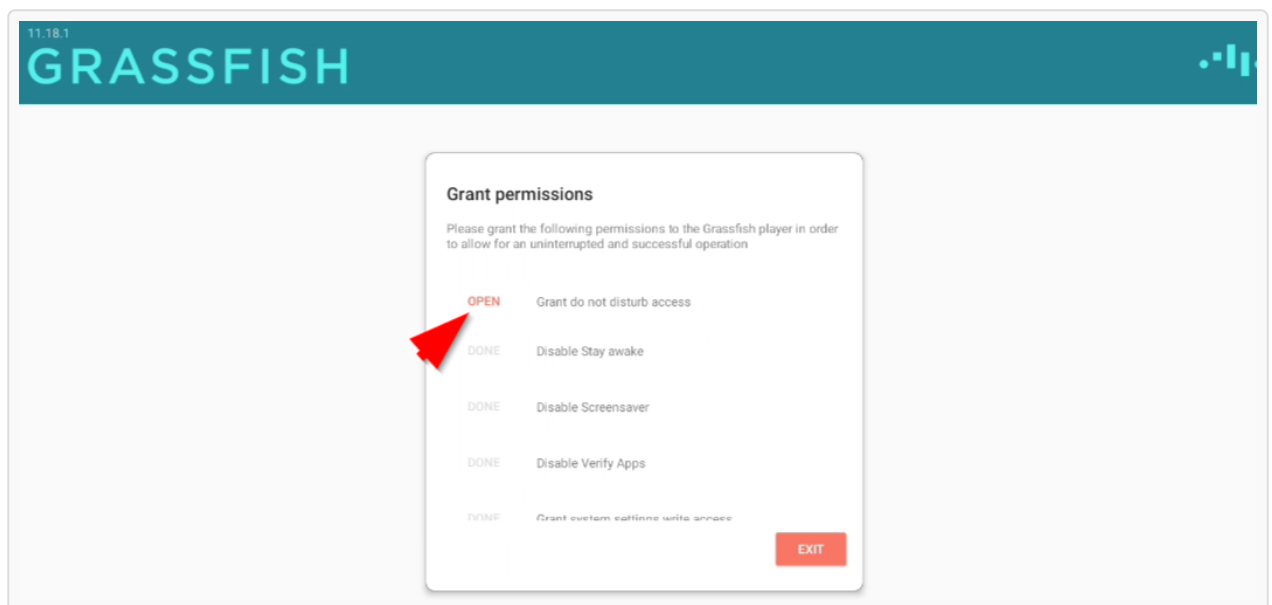 11.18.1
GRASSFISH
Grant permissions
Please grant the following permissions to the Grassfish player in order
to allow for an uninterrupted and successful operation
OPEN Grant do not disturb access
DONE Disable Stay awake
DONE Disable Screensaver
DONE Disable Verify Apps
DONE Grant system settings write access
EXIT